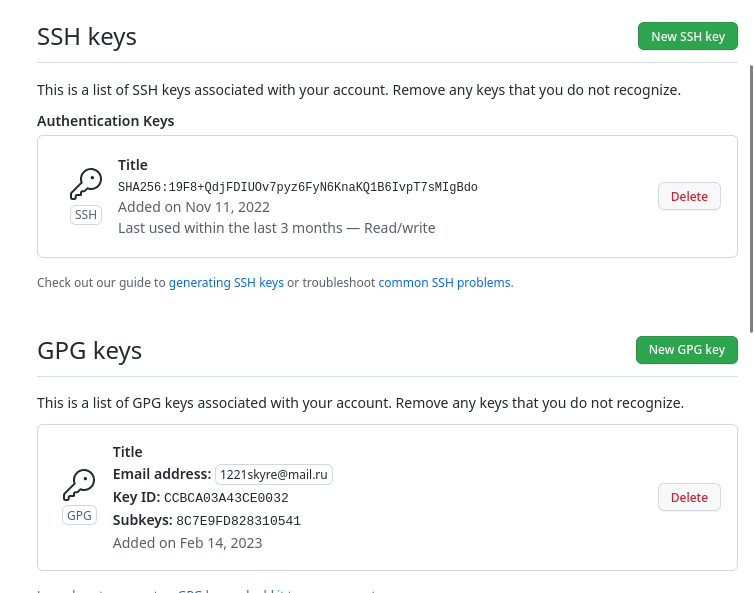 SSH keys
New SSH key
This is a list of SSH keys associated with your account. Remove any keys that you do not recognize.
Authentication Keys
Title
SHA256:19F8+QdjFDIUOv7pyz6FyN6KnaKQ1B6IvpT7sMIgBdo
Added on Nov 11, 2022
Last used within the last 3 months — Read/write
SSH
Delete
Check out our guide to generating SSH keys or troubleshoot common SSH problems.
GPG keys
New GPG key
This is a list of GPG keys associated with your account. Remove any keys that you do not recognize.
Title
Email address: 1221skyre@mail.ru
Key ID: CCBCA03A43CE0032
Subkeys: 8C7E9FD828310541
Added on Feb 14, 2023
GPG
Delete